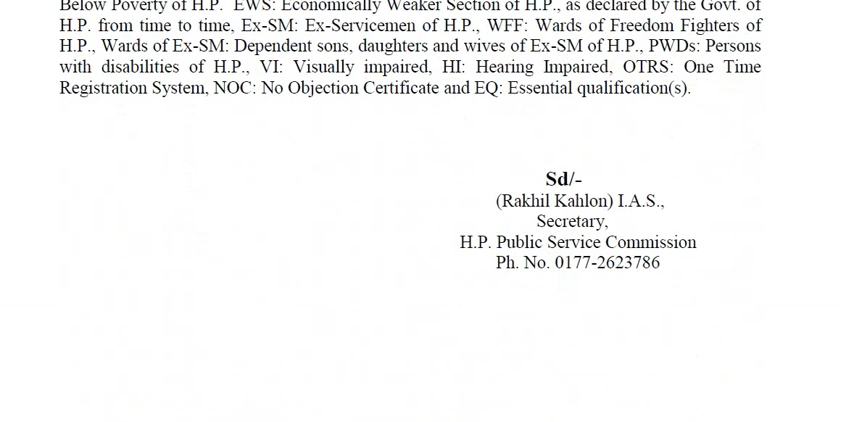 Below Poverty of H.P. EWS: Economically Weaker Section of H.P., as declared by the Govt. of
H.P. from time to time, Ex-SM: Ex-Servicemen of H.P., WFF: Wards of Freedom Fighters of
H.P., Wards of Ex-SM: Dependent sons, daughters and wives of Ex-SM of H.P., PWDs: Persons
with disabilities of H.P., VI: Visually impaired, HI: Hearing Impaired, OTRS: One Time
Registration System, NOC: No Objection Certificate and EQ: Essential qualification(s).
Sd/-
(Rakhil Kahlon) I.A.S.,
Secretary,
H.P. Public Service Commission
Ph. No. 0177-2623786